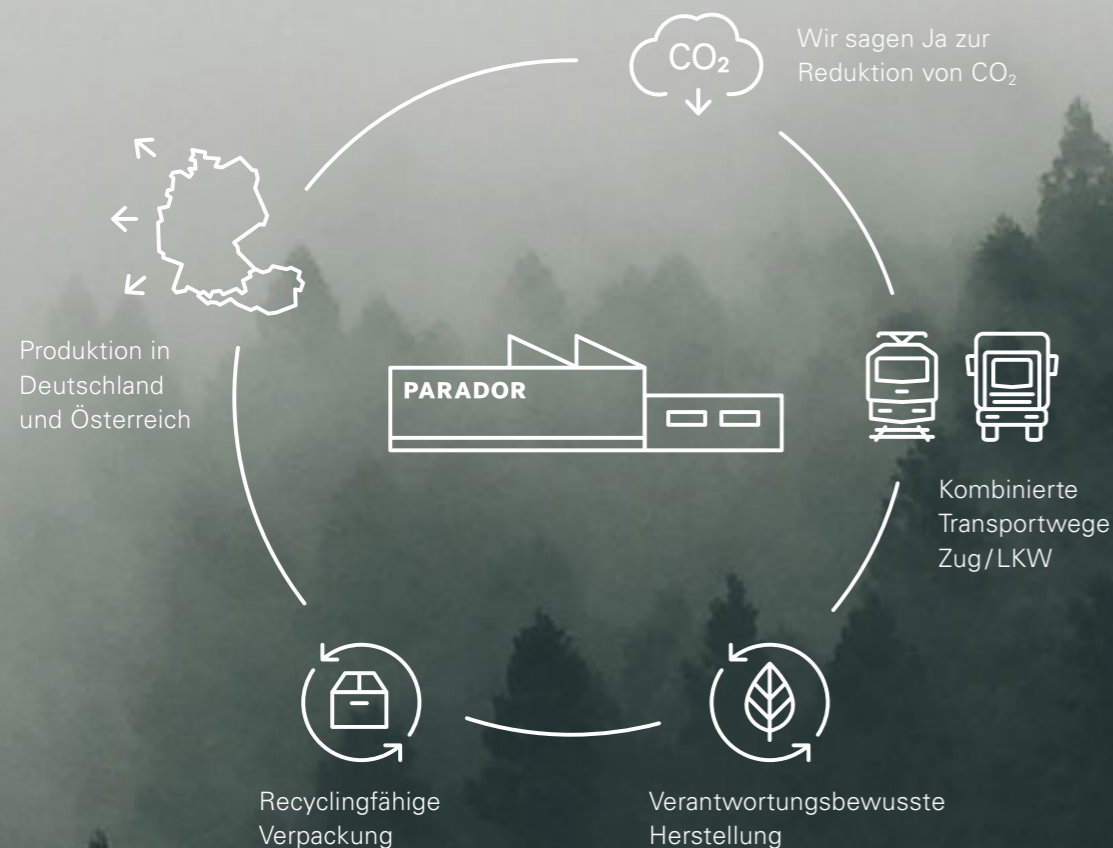 CO₂
Wir sagen Ja zur
Reduktion von CO₂
Produktion in
Deutschland
und Österreich
PARADOR
Kombinierte
Transportwege
Zug/LKW
Recyclingfähige
Verpackung
Verantwortungsbewusste
Herstellung